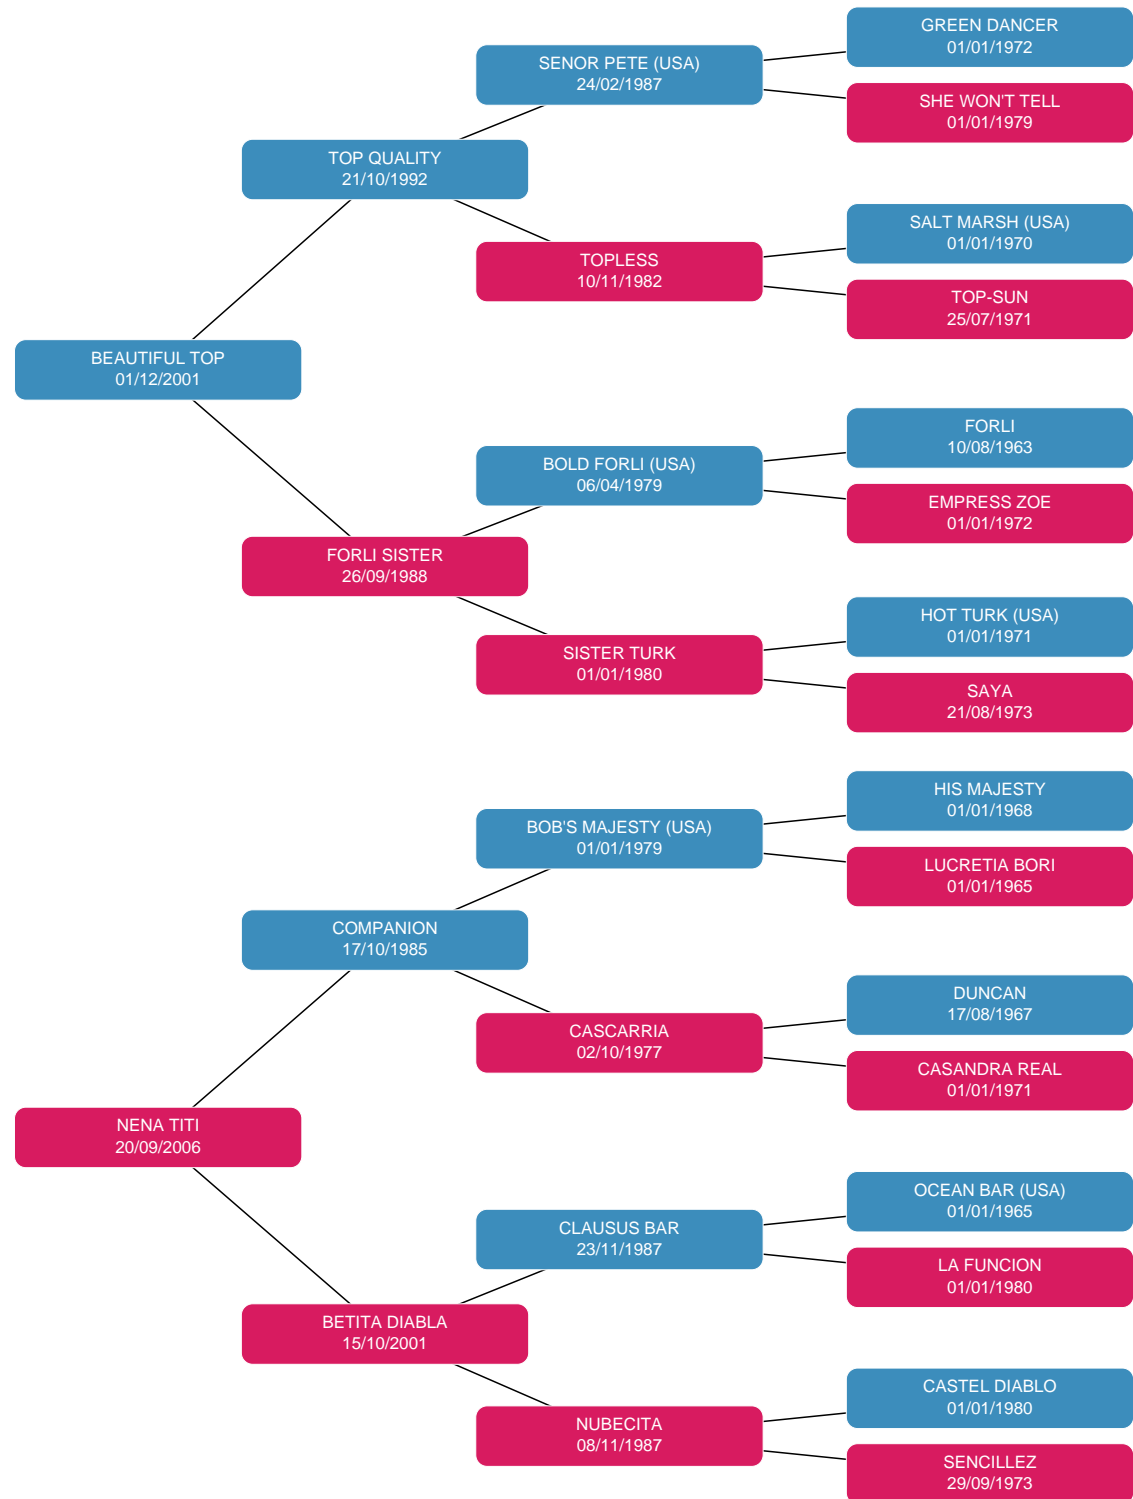 GREEN DANCER
01/01/1972
SENOR PETE (USA)
24/02/1987
SHE WON'T TELL
01/01/1979
TOP QUALITY
21/10/1992
SALT MARSH (USA)
01/01/1970
TOPLESS
10/11/1982
TOP-SUN
25/07/1971
BEAUTIFUL TOP
01/12/2001
FORLI
10/08/1963
BOLD FORLI (USA)
06/04/1979
EMPRESS ZOE
01/01/1972
FORLI SISTER
26/09/1988
HOT TURK (USA)
01/01/1971
SISTER TURK
01/01/1980
SAYA
21/08/1973
HIS MAJESTY
01/01/1968
BOB'S MAJESTY (USA)
01/01/1979
LUCRETIA BORI
01/01/1965
COMPANION
17/10/1985
DUNCAN
17/08/1967
CASCARRIA
02/10/1977
CASANDRA REAL
01/01/1971
NENA TITI
20/09/2006
OCEAN BAR (USA)
01/01/1965
CLAUSUS BAR
23/11/1987
LA FUNCION
01/01/1980
BETITA DIABLA
15/10/2001
CASTEL DIABLO
01/01/1980
NUBECITA
08/11/1987
SENCILLEZ
29/09/1973